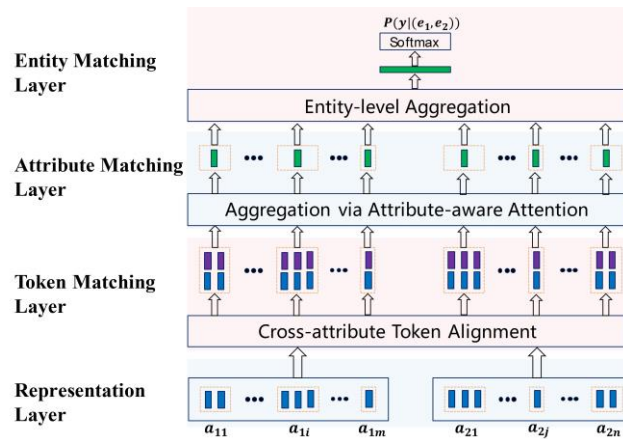 P(y|(e₁,e₂))
Softmax
Entity Matching
Layer
Entity-level Aggregation
Attribute Matching
Layer
Aggregation via Attribute-aware Attention
Token Matching
Layer
Cross-attribute Token Alignment
Representation
Layer
a₁₁ a₁ᵢ a₁ₘ a₂₁ a₂ⱼ a₂ₙ